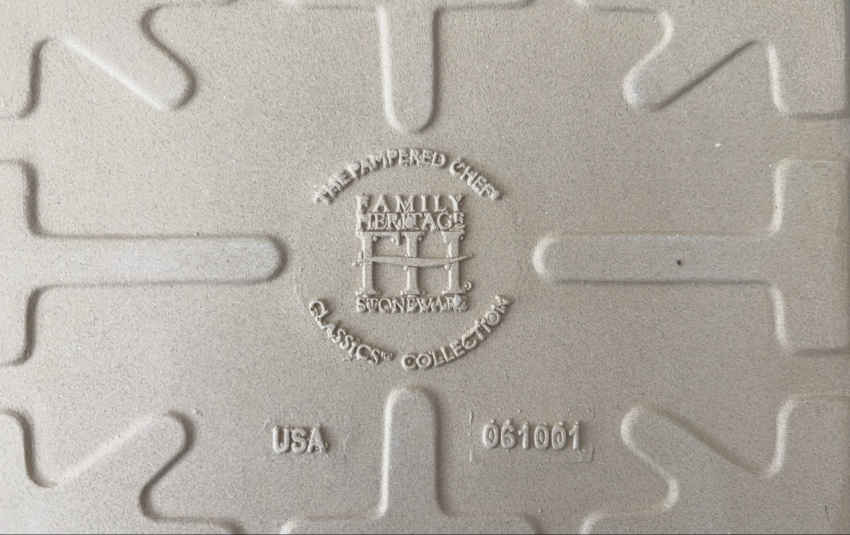 THE PAMPERED CHEF®
FAMILY
HERITAGE
FH
STONEWARE
CLASSICS™ COLLECTION
USA
061001